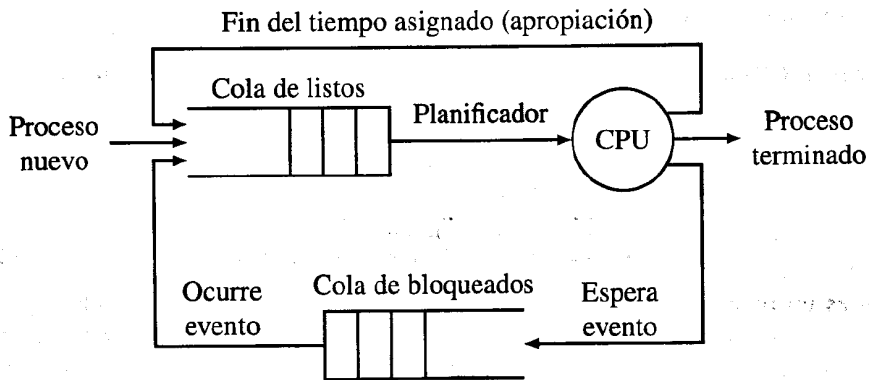 Fin del tiempo asignado (apropiación)
Cola de listos
Proceso
nuevo
Planificador
CPU
Proceso
terminado
Ocurre
evento
Cola de bloqueados
Espera
evento